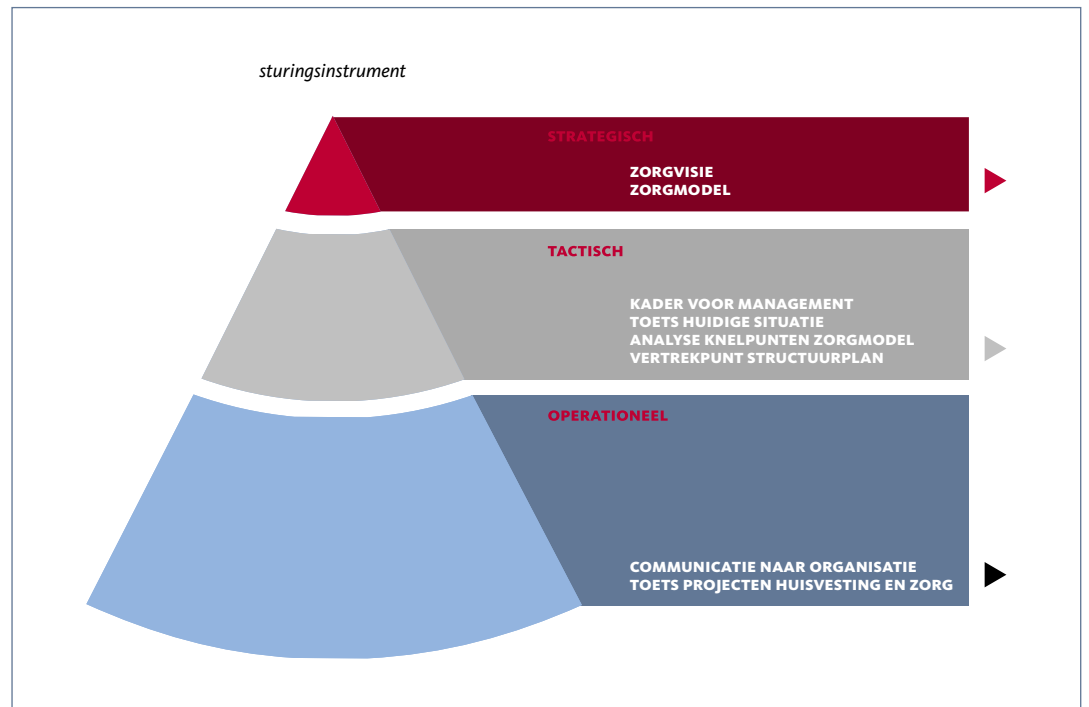 sturingsinstrument
STRATEGISCH
ZORGVISIE
ZORGMODEL
TACTISCH
KADER VOOR MANAGEMENT
TOETS HUIDIGE SITUATIE
ANALYSE KNELPUNTEN ZORGMODEL
VERTREKPUNT STRUCTUURPLAN
OPERATIONEEL
COMMUNICATIE NAAR ORGANISATIE
TOETS PROJECTEN HUISVESTING EN ZORG